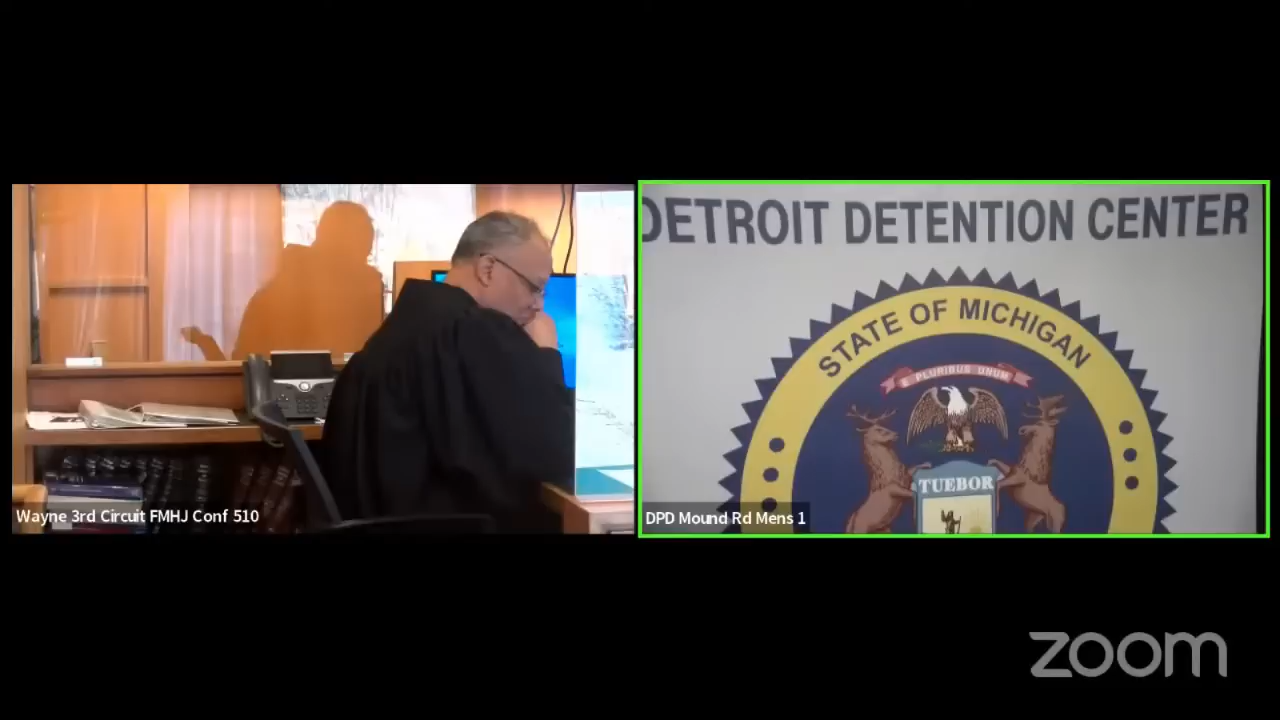 DETROIT DETENTION CENTER
STATE OF MICHIGAN
E PLURIBUS UNUM
TUEBOR
Wayne 3rd Circuit FMHJ Conf 510
DPD Mound Rd Mens 1
zoom